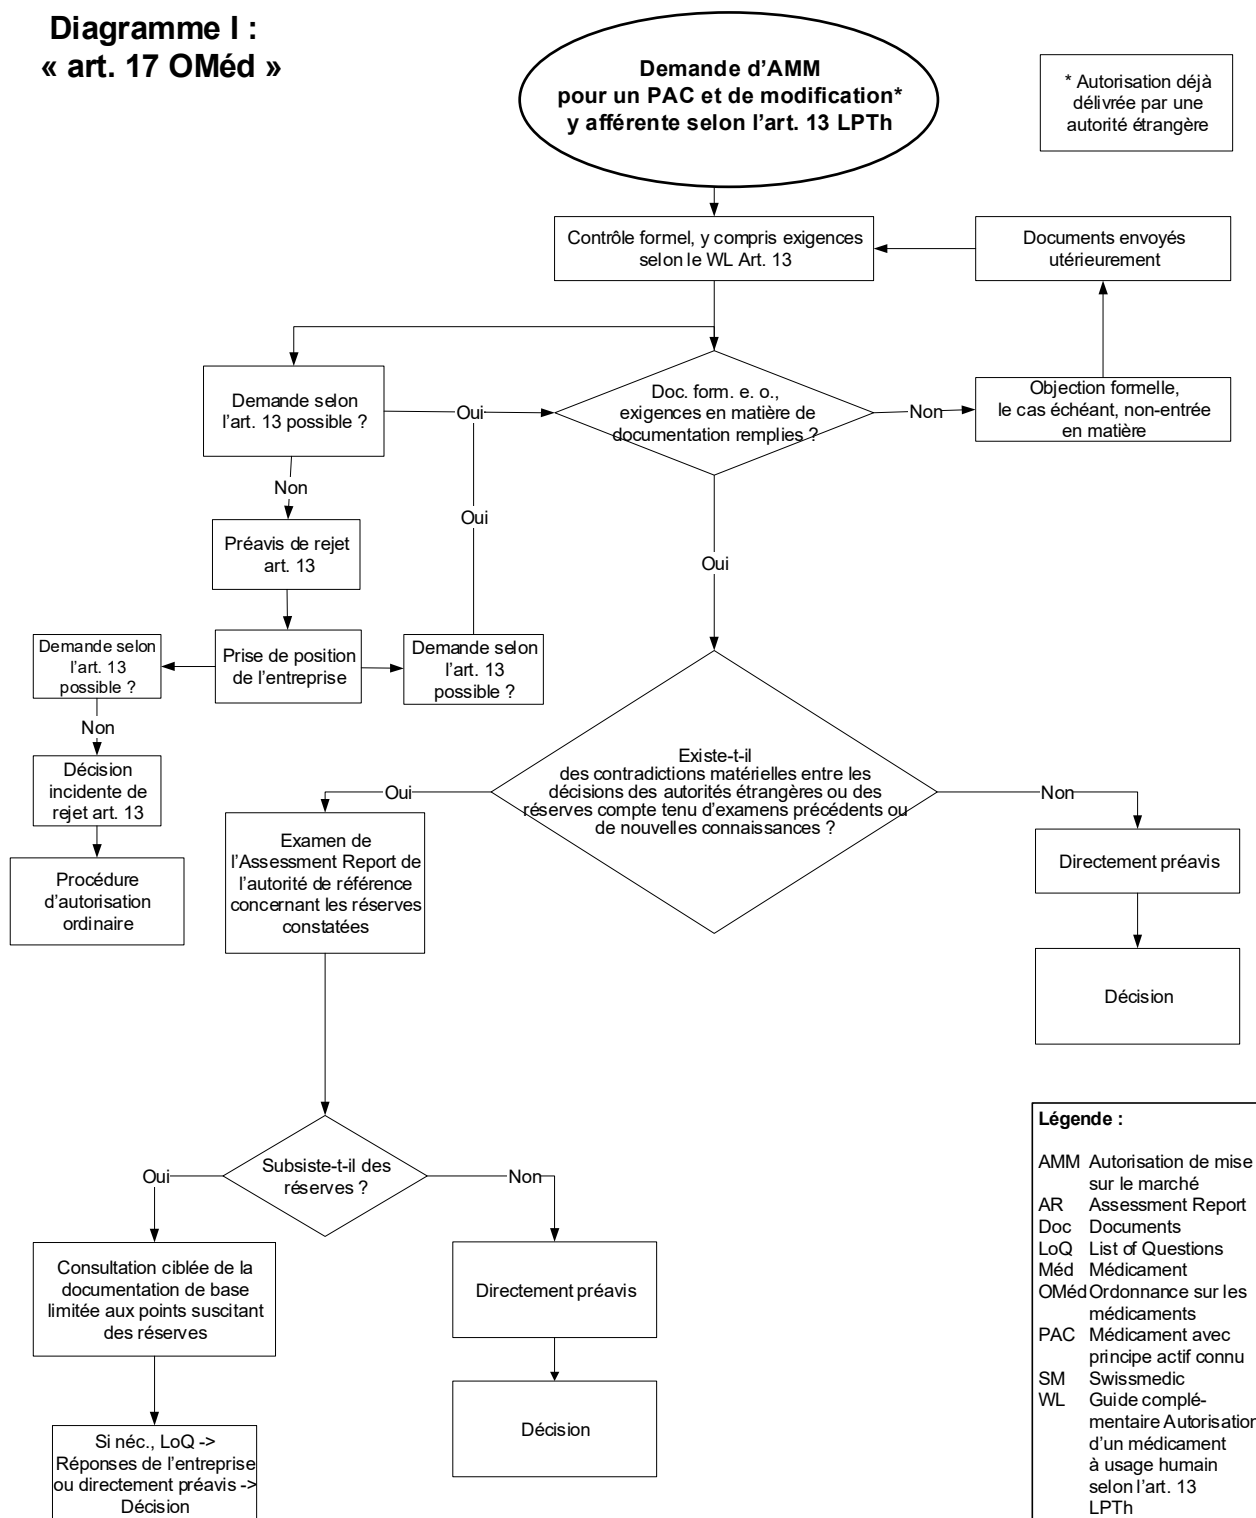 Diagramme I :
« art. 17 OMéd »
Demande d'AMM
pour un PAC et de modification*
y afférente selon l'art. 13 LPTh
* Autorisation déjà
délivrée par une
autorité étrangère
Contrôle formel, y compris exigences
selon le WL Art. 13
Documents envoyés
utérieurement
Demande selon
l'art. 13 possible ?
Oui
Doc. form. e. o.,
exigences en matière de
documentation remplies ?
Non
Objection formelle,
le cas échéant, non-entrée
en matière
Non
Oui
Préavis de rejet
art. 13
Oui
Demande selon
l'art. 13
possible ?
Prise de position
de l'entreprise
Demande selon
l'art. 13
possible ?
Non
Décision
incidente de
rejet art. 13
Procédure
d'autorisation
ordinaire
Existe-t-il
des contradictions matérielles entre les
décisions des autorités étrangères ou des
réserves compte tenu d'examens précédents ou
de nouvelles connaissances ?
Oui
Non
Examen de
l'Assessment Report de
l'autorité de référence
concernant les réserves
constatées
Directement préavis
Décision
Subsiste-t-il des
réserves ?
Oui
Non
Consultation ciblée de la
documentation de base
limitée aux points suscitant
des réserves
Directement préavis
Si néc., LoQ ->
Réponses de l'entreprise
ou directement préavis ->
Décision
Décision
Légende :
AMM Autorisation de mise
sur le marché
AR Assessment Report
Doc Documents
LoQ List of Questions
Méd Médicament
OMéd Ordonnance sur les
médicaments
PAC Médicament avec
principe actif connu
SM Swissmedic
WL Guide complé-
mentaire Autorisation
d'un médicament
à usage humain
selon l'art. 13
LPTh